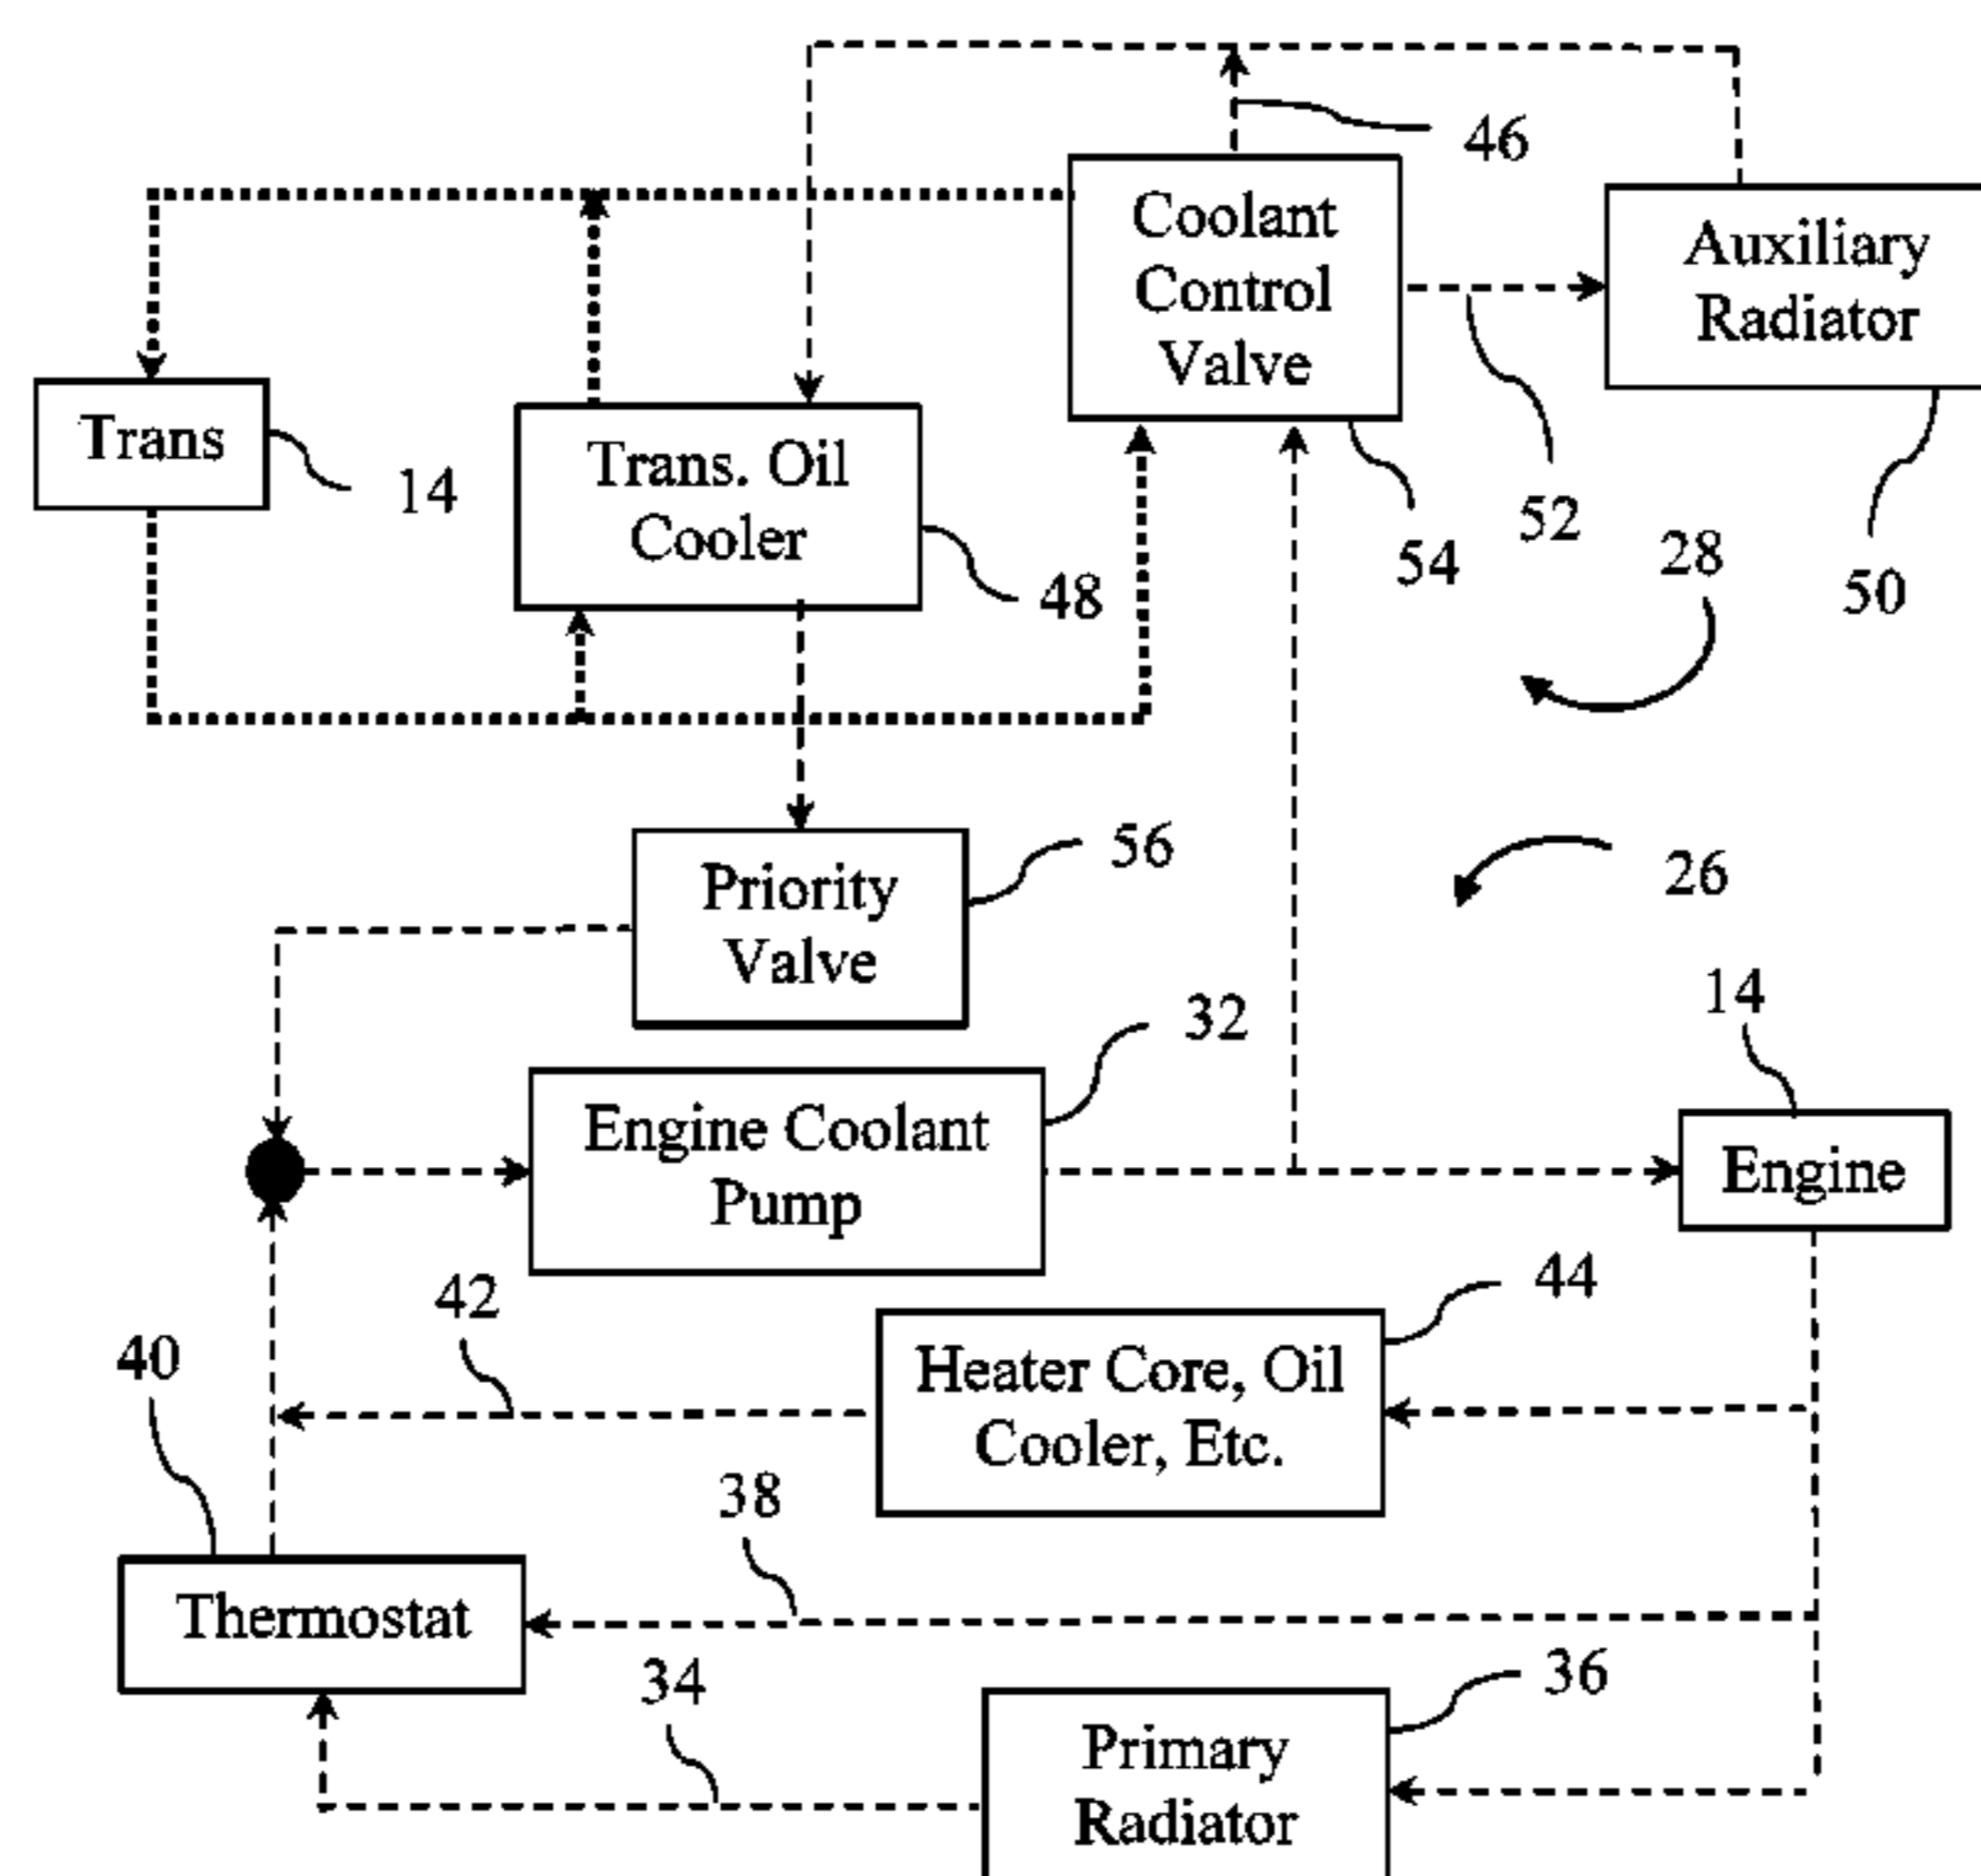 46
Coolant
Control
Valve
Auxiliary
Radiator
Trans
14
Trans. Oil
Cooler
48
54
52
28
50
Priority
Valve
56
26
32
14
Engine Coolant
Pump
Engine
42
44
40
Heater Core, Oil
Cooler, Etc.
38
Thermostat
34
36
Primary
Radiator